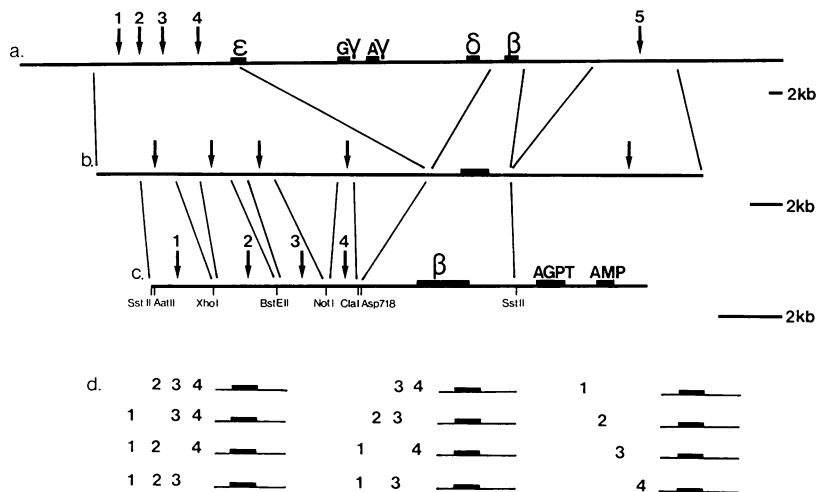 1 2 3 4 5
a. ε Gγ Aγ δ β
2kb
b.
2kb
1 2 3 4
c. β AGPT AMP
Sst II AatII XhoI BstEII NotI ClaI Asp718 SstII
2kb
d. 2 3 4 3 4 1
1 3 4 2 3 2
1 2 4 1 4 3
1 2 3 1 3 4